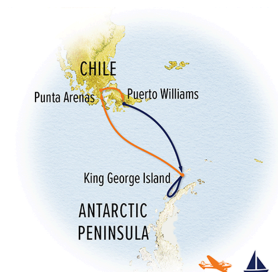 CHILE
Punta Arenas
Puerto Williams
King George Island
ANTARCTIC
PENINSULA